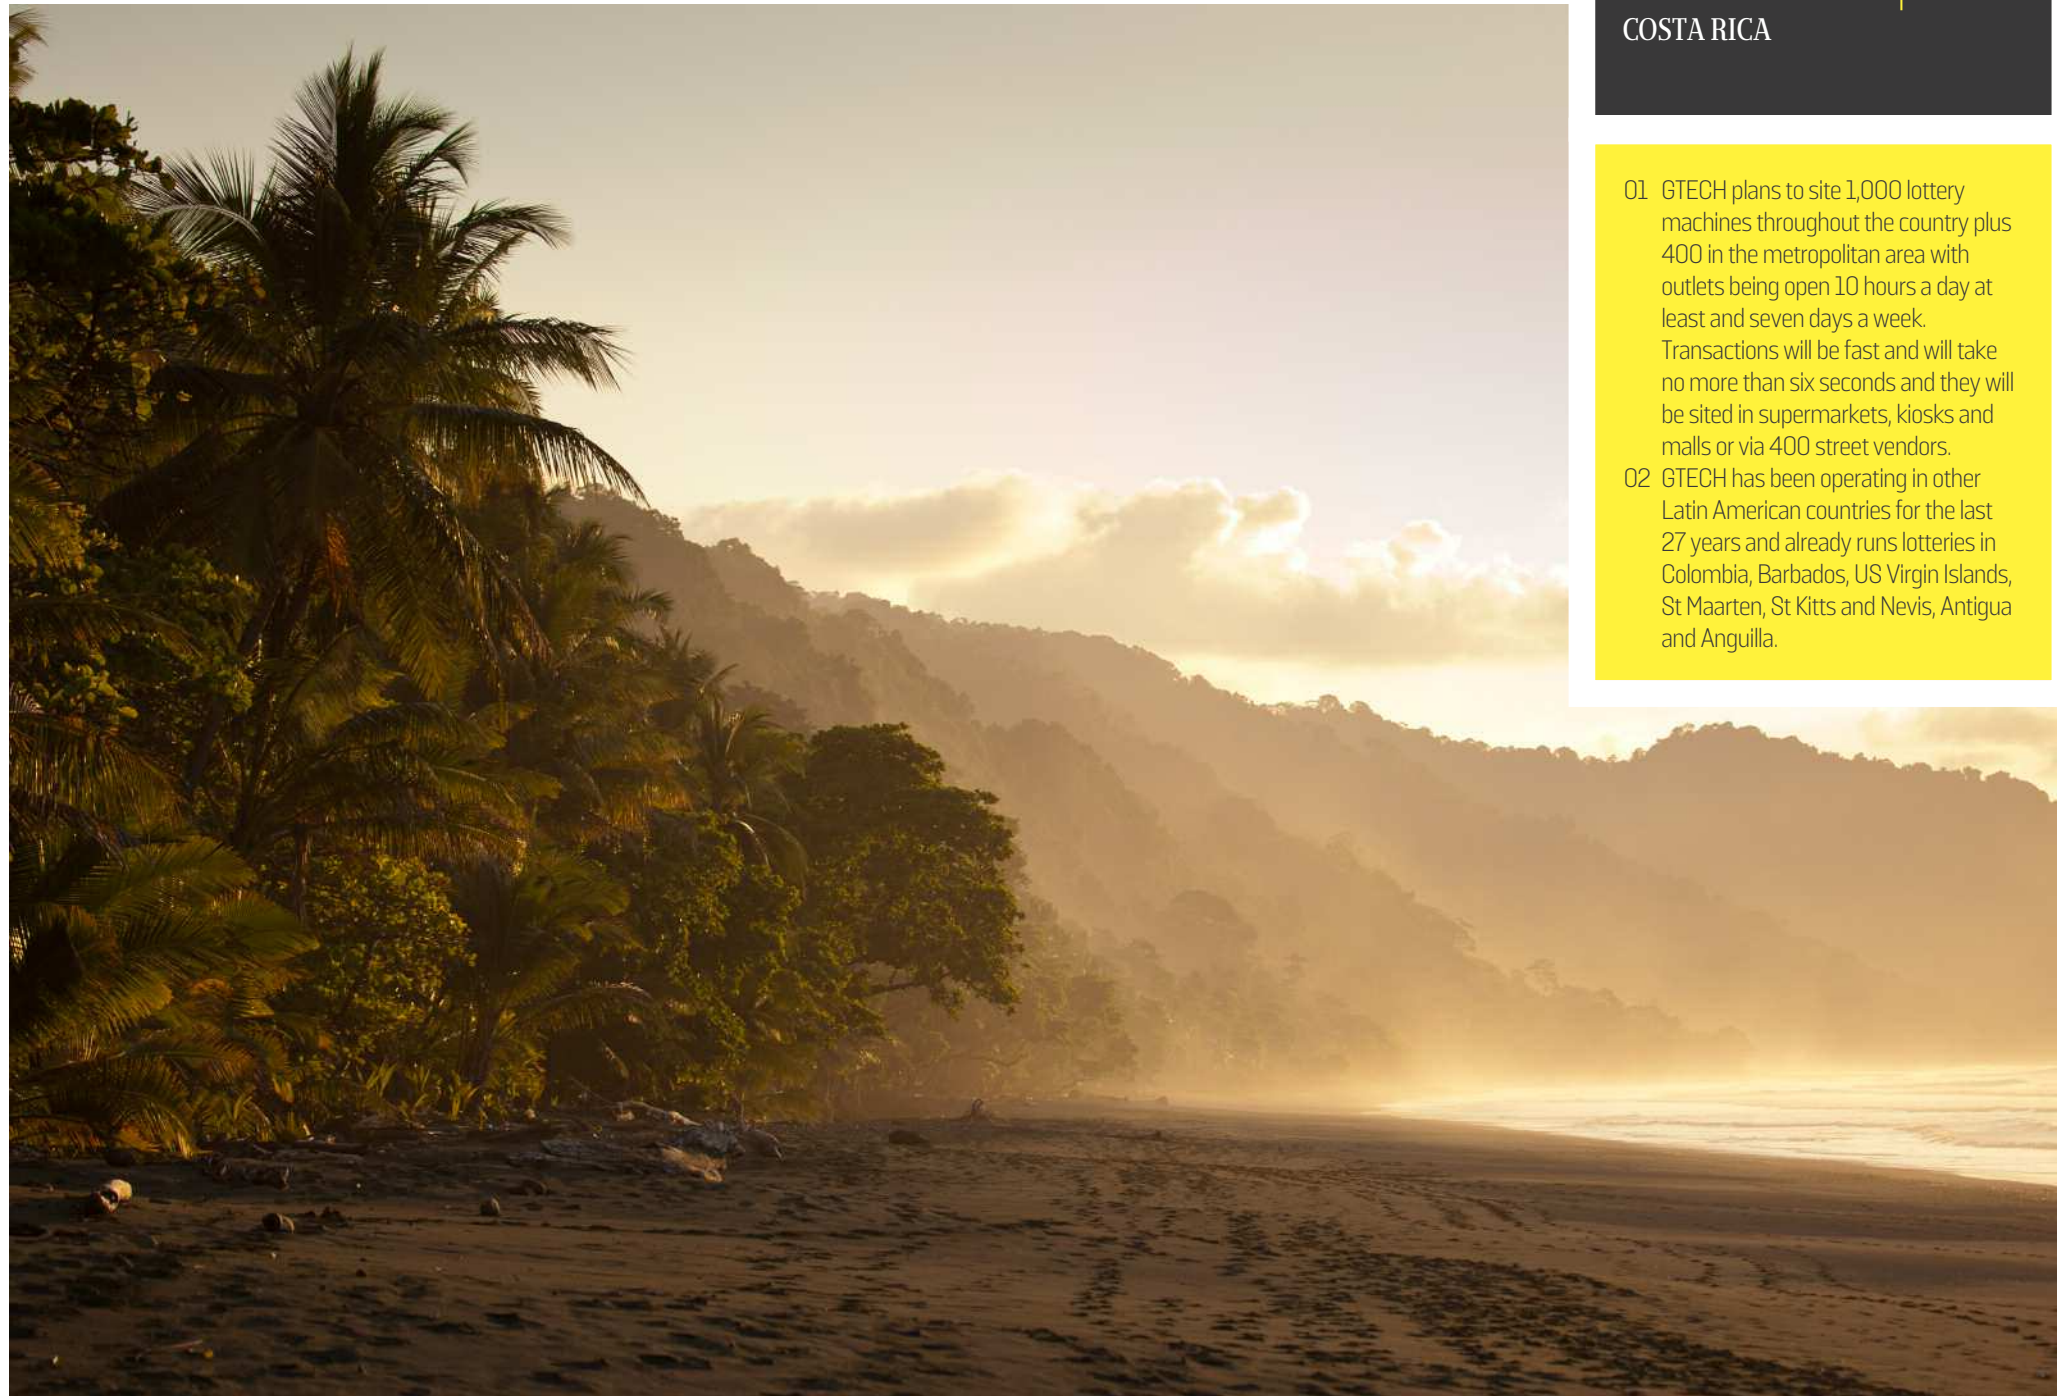 COSTA RICA
01 GTECH plans to site 1,000 lottery
machines throughout the country plus
400 in the metropolitan area with
outlets being open 10 hours a day at
least and seven days a week.
Transactions will be fast and will take
no more than six seconds and they will
be sited in supermarkets, kiosks and
malls or via 400 street vendors.
02 GTECH has been operating in other
Latin American countries for the last
27 years and already runs lotteries in
Colombia, Barbados, US Virgin Islands,
St Maarten, St Kitts and Nevis, Antigua
and Anguilla.